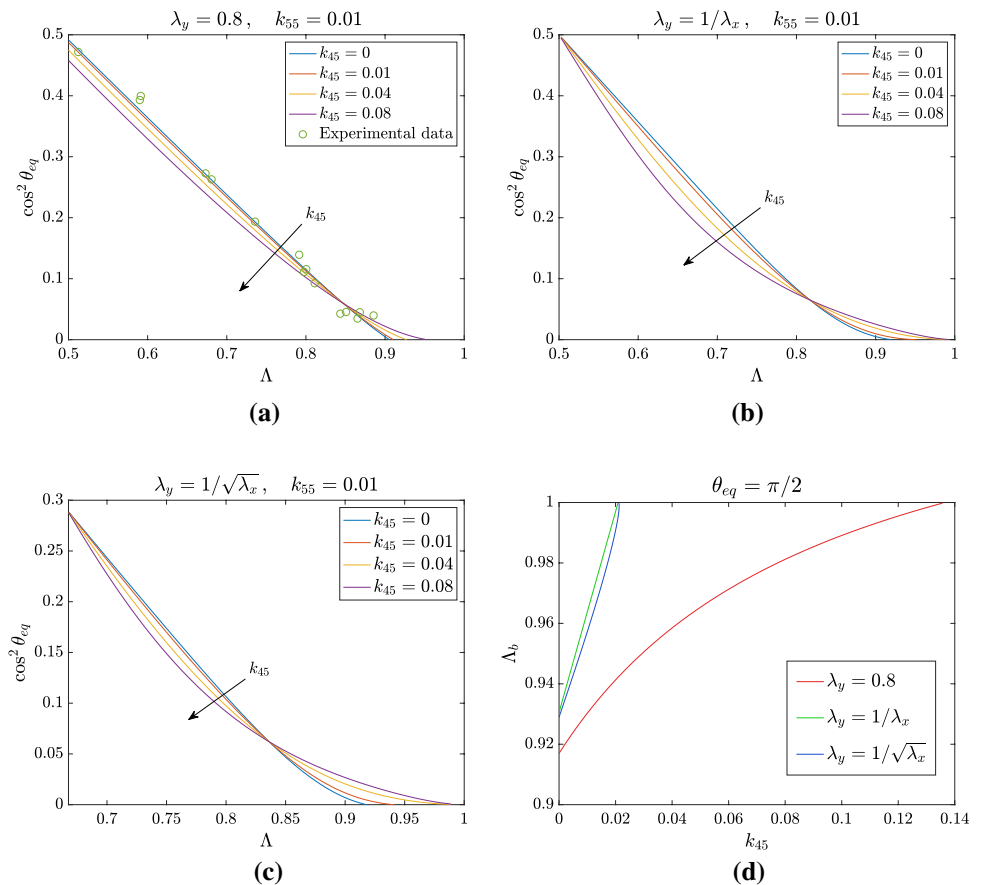 λ_y = 0.8 ,    k_55 = 0.01
0.5
0.4
0.3
0.2
0.1
0
cos² θ_eq
k_45 = 0
k_45 = 0.01
k_45 = 0.04
k_45 = 0.08
Experimental data
k_45
0.5 0.6 0.7 0.8 0.9 1
Λ
(a)
λ_y = 1/λ_x ,    k_55 = 0.01
0.5
0.4
0.3
0.2
0.1
0
cos² θ_eq
k_45 = 0
k_45 = 0.01
k_45 = 0.04
k_45 = 0.08
k_45
0.5 0.6 0.7 0.8 0.9 1
Λ
(b)
λ_y = 1/√λ_x ,    k_55 = 0.01
0.3
0.25
0.2
0.15
0.1
0.05
0
cos² θ_eq
k_45 = 0
k_45 = 0.01
k_45 = 0.04
k_45 = 0.08
k_45
0.7 0.75 0.8 0.85 0.9 0.95 1
Λ
(c)
θ_eq = π/2
1
0.98
0.96
0.94
0.92
0.9
Λ_b
λ_y = 0.8
λ_y = 1/λ_x
λ_y = 1/√λ_x
0 0.02 0.04 0.06 0.08 0.1 0.12 0.14
k_45
(d)